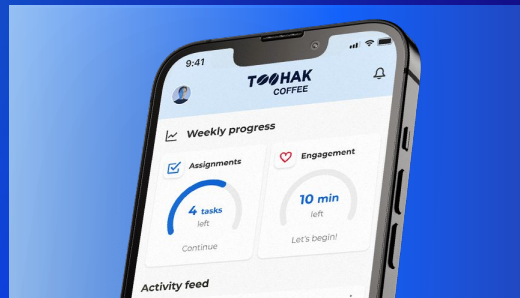 9:41
TOOHAK
COFFEE
Weekly progress
Assignments
4 tasks
left
Continue
Engagement
10 min
left
Let's begin!
Activity feed